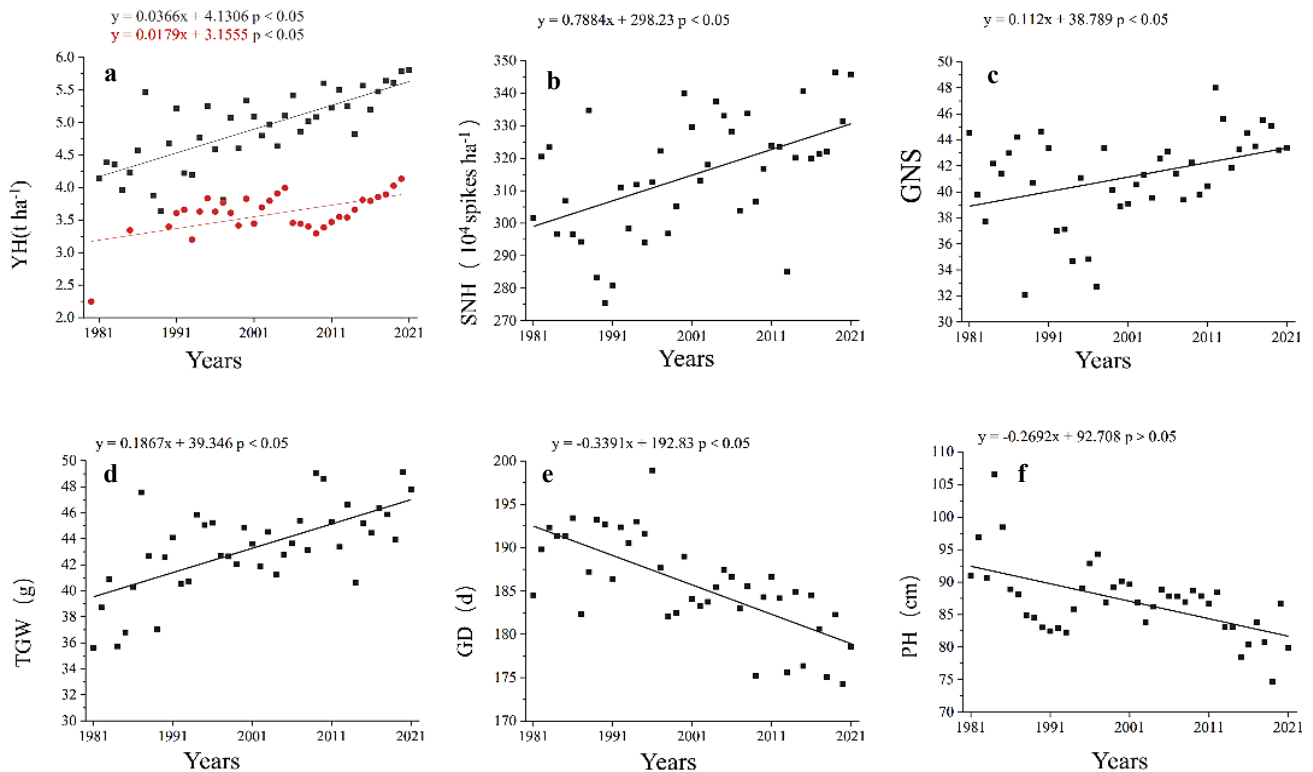 y = 0.0366x + 4.1306 p < 0.05
y = 0.0179x + 3.1555 p < 0.05
a
YH(t ha-1)
6.0
5.5
5.0
4.5
4.0
3.5
3.0
2.5
2.0
1981 1991 2001 2011 2021
Years
y = 0.7884x + 298.23 p < 0.05
b
SNH ( 10⁴ spikes ha⁻¹)
350
340
330
320
310
300
290
280
270
1981 1991 2001 2011 2021
Years
y = 0.112x + 38.789 p < 0.05
c
GNS
50
48
46
44
42
40
38
36
34
32
30
1981 1991 2001 2011 2021
Years
y = 0.1867x + 39.346 p < 0.05
d
TGW (g)
50
48
46
44
42
40
38
36
34
32
30
1981 1991 2001 2011 2021
Years
y = -0.3391x + 192.83 p < 0.05
e
GD (d)
200
195
190
185
180
175
170
1981 1991 2001 2011 2021
Years
y = -0.2692x + 92.708 p > 0.05
f
PH (cm)
110
105
100
95
90
85
80
75
70
1981 1991 2001 2011 2021
Years